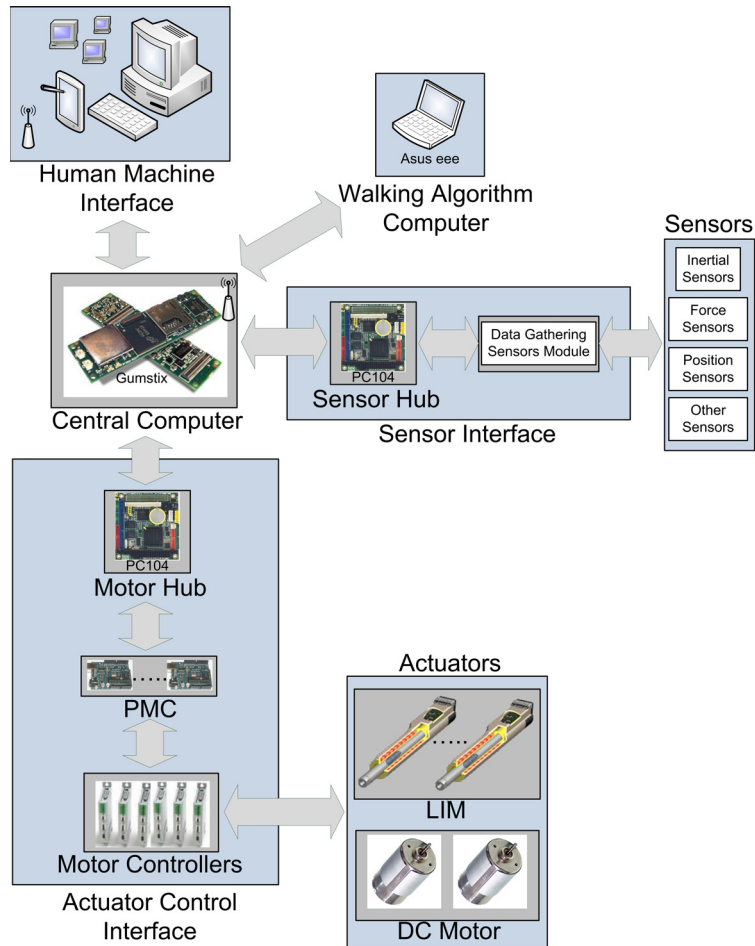 Human Machine
Interface
Asus eee
Walking Algorithm
Computer
Sensors
Inertial
Sensors
Force
Sensors
Position
Sensors
Other
Sensors
Gumstix
Central Computer
PC104
Sensor Hub
Data Gathering
Sensors Module
Sensor Interface
PC104
Motor Hub
PMC
Motor Controllers
Actuator Control
Interface
Actuators
LIM
DC Motor